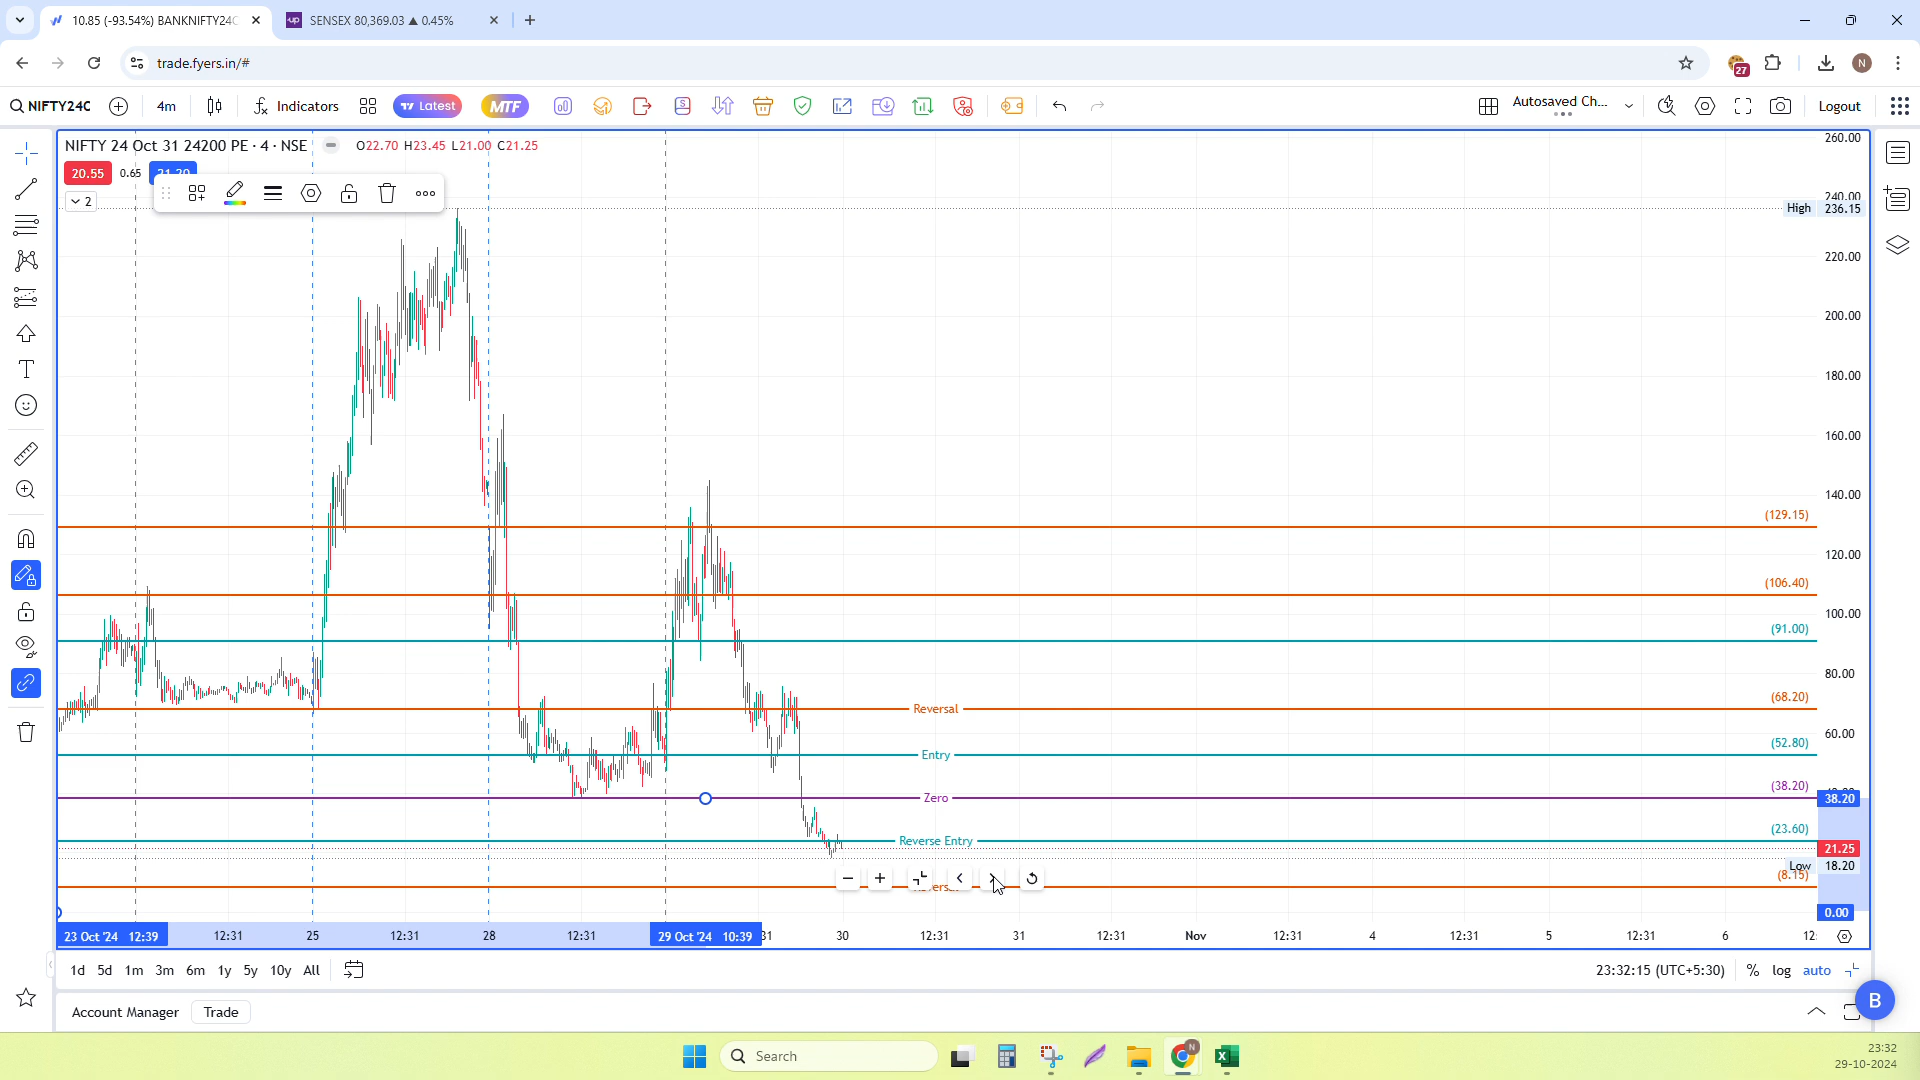 10.85 (-93.54%) BANKNIFTY24C
SENSEX 80,369.03 ▲ 0.45%
trade.fyers.in/#
27
N
NIFTY24C
4m
Indicators
Latest
MTF
Autosaved Ch...
Logout
NIFTY 24 Oct 31 24200 PE · 4 · NSE
O22.70 H23.45 L21.00 C21.25
20.55
0.65
21.20
2
260.00
240.00
High 236.15
220.00
200.00
180.00
160.00
140.00
(129.15)
120.00
(106.40)
100.00
(91.00)
80.00
(68.20)
Reversal
60.00
(52.80)
Entry
(38.20)
Zero
38.20
(23.60)
Reverse Entry
21.25
Low 18.20
(8.15)
0.00
23 Oct '24 12:39
12:31
25
12:31
28
12:31
29 Oct '24 10:39
31
30
12:31
31
12:31
Nov
12:31
4
12:31
5
12:31
6
12:
1d 5d 1m 3m 6m 1y 5y 10y All
23:32:15 (UTC+5:30)
% log auto
B
Account Manager
Trade
Search
N
23:32
29-10-2024